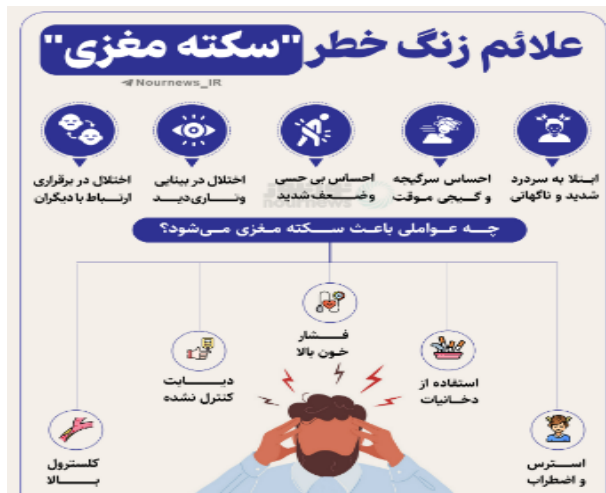 علائم زنگ خطر "سکته مغزی"
Nournews_IR
ابتلا به سردرد
شدید و ناگهانی
احساس سرگیجه
و گیجی موقت
احساس بی حسی
وضعف شدید
اختلال در بینایی
وتاری دید
اختلال در برقراری
ارتباط با دیگران
nournews
چه عواملی باعث سکته مغزی می‌شود؟
فشار
خون بالا
دیابت
کنترل نشده
استفاده از
دخانیات
کلسترول
بالا
استرس
و اضطراب